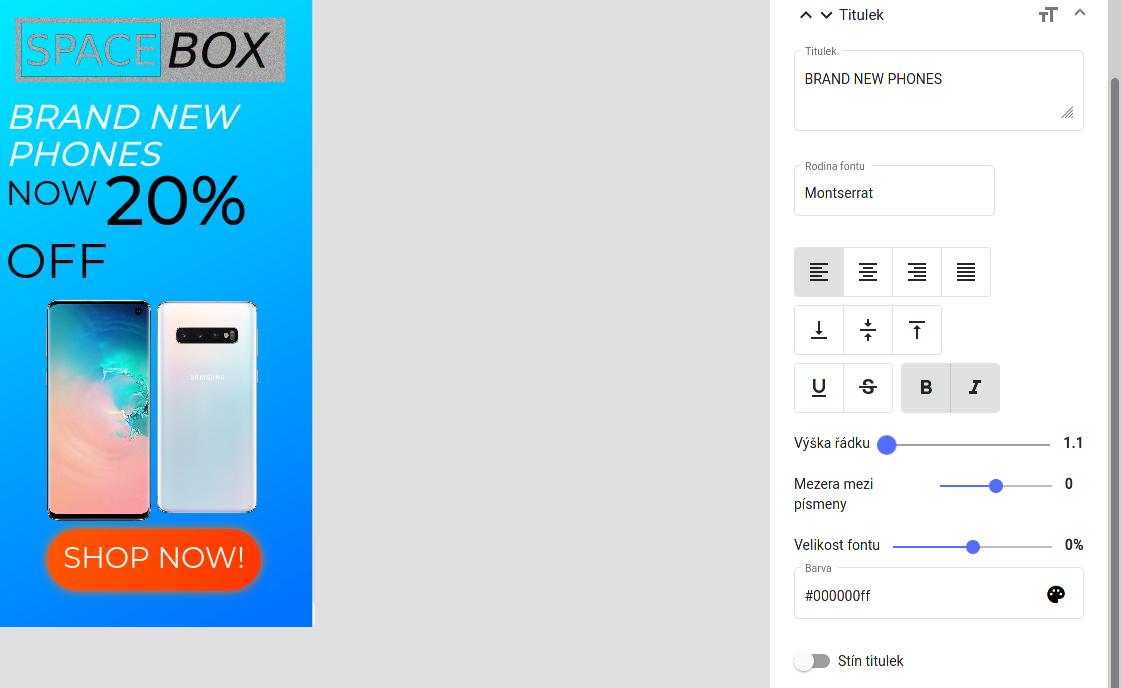 SPACE BOX
BRAND NEW
PHONES
NOW 20%
OFF
SAMSUNG
SHOP NOW!
Titulek
Titulek
BRAND NEW PHONES
Rodina fontu
Montserrat
U S B I
Výška řádku 1.1
Mezera mezi 0
písmeny
Velikost fontu 0%
Barva
#000000ff
Stín titulek